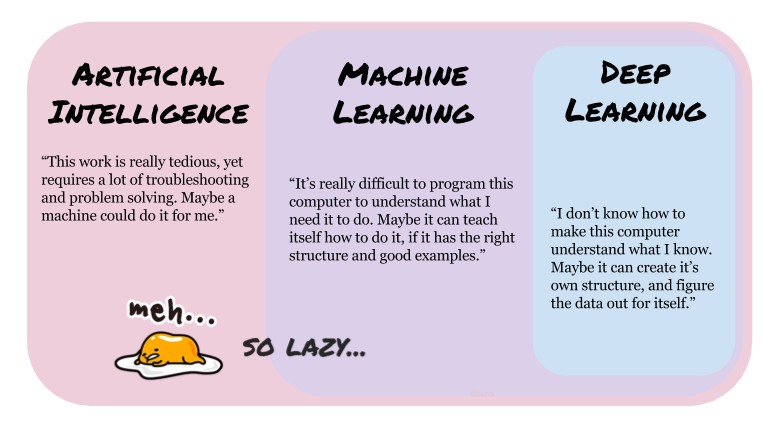 Artificial
Intelligence
“This work is really tedious, yet
requires a lot of troubleshooting
and problem solving. Maybe a
machine could do it for me.”
meh...
so lazy...
Machine
Learning
“It’s really difficult to program this
computer to understand what I
need it to do. Maybe it can teach
itself how to do it, if it has the right
structure and good examples.”
Deep
Learning
“I don’t know how to
make this computer
understand what I know.
Maybe it can create it’s
own structure, and figure
the data out for itself.”